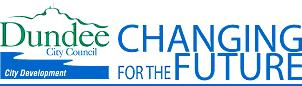 Dundee
City Council
City Development
CHANGING
FOR THE FUTURE